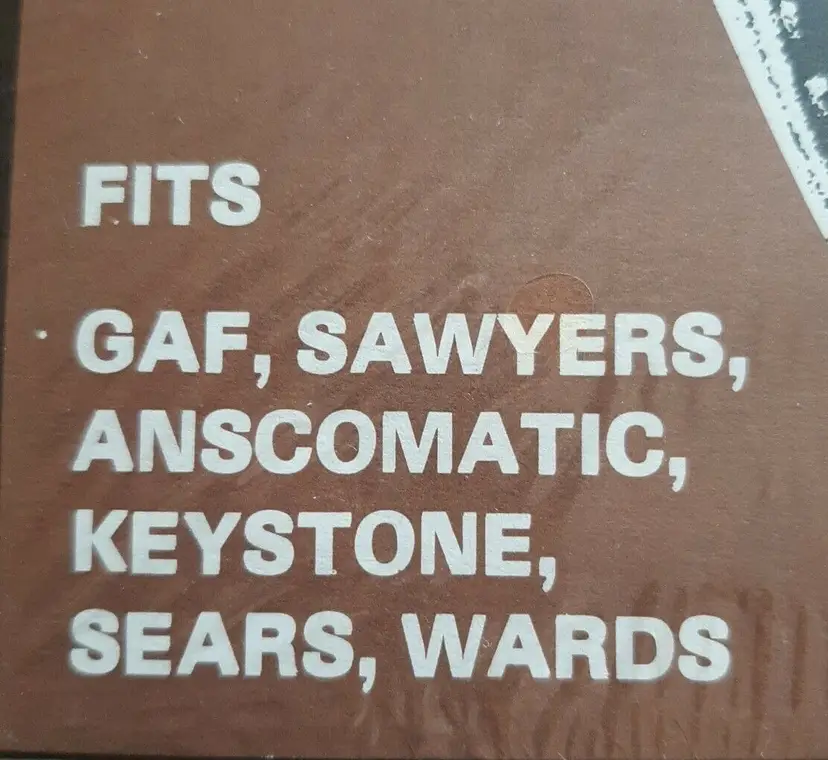 FITS
GAF, SAWYERS,
ANSCOMATIC,
KEYSTONE,
SEARS, WARDS